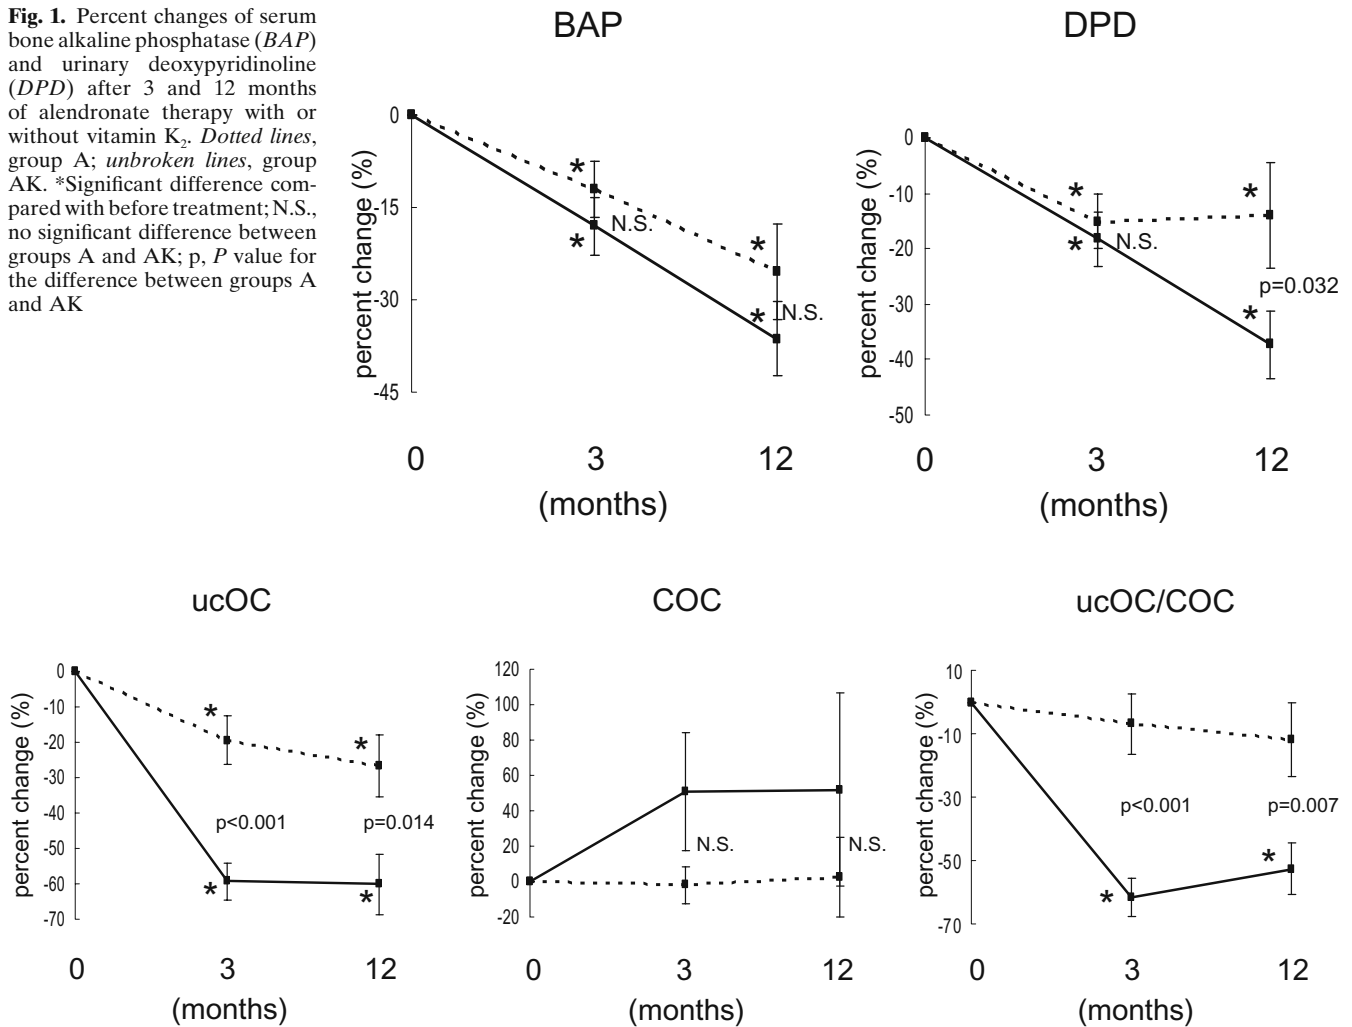 Fig. 1. Percent changes of serum
bone alkaline phosphatase (BAP)
and urinary deoxypyridinoline
(DPD) after 3 and 12 months
of alendronate therapy with or
without vitamin K₂. Dotted lines,
group A; unbroken lines, group
AK. *Significant difference com-
pared with before treatment; N.S.,
no significant difference between
groups A and AK; p, P value for
the difference between groups A
and AK
BAP
percent change (%)
0
-15
-30
-45
*
*
N.S.
*
*
N.S.
0 3 12
(months)
DPD
percent change (%)
0
-10
-20
-30
-40
-50
*
*
N.S.
*
p=0.032
*
0 3 12
(months)
ucOC
percent change (%)
0
-10
-20
-30
-40
-50
-60
-70
*
*
p<0.001 p=0.014
*
*
0 3 12
(months)
COC
percent change (%)
120
100
80
60
40
20
0
-20
N.S. N.S.
0 3 12
(months)
ucOC/COC
percent change (%)
10
-10
-30
-50
-70
p<0.001 p=0.007
*
*
0 3 12
(months)